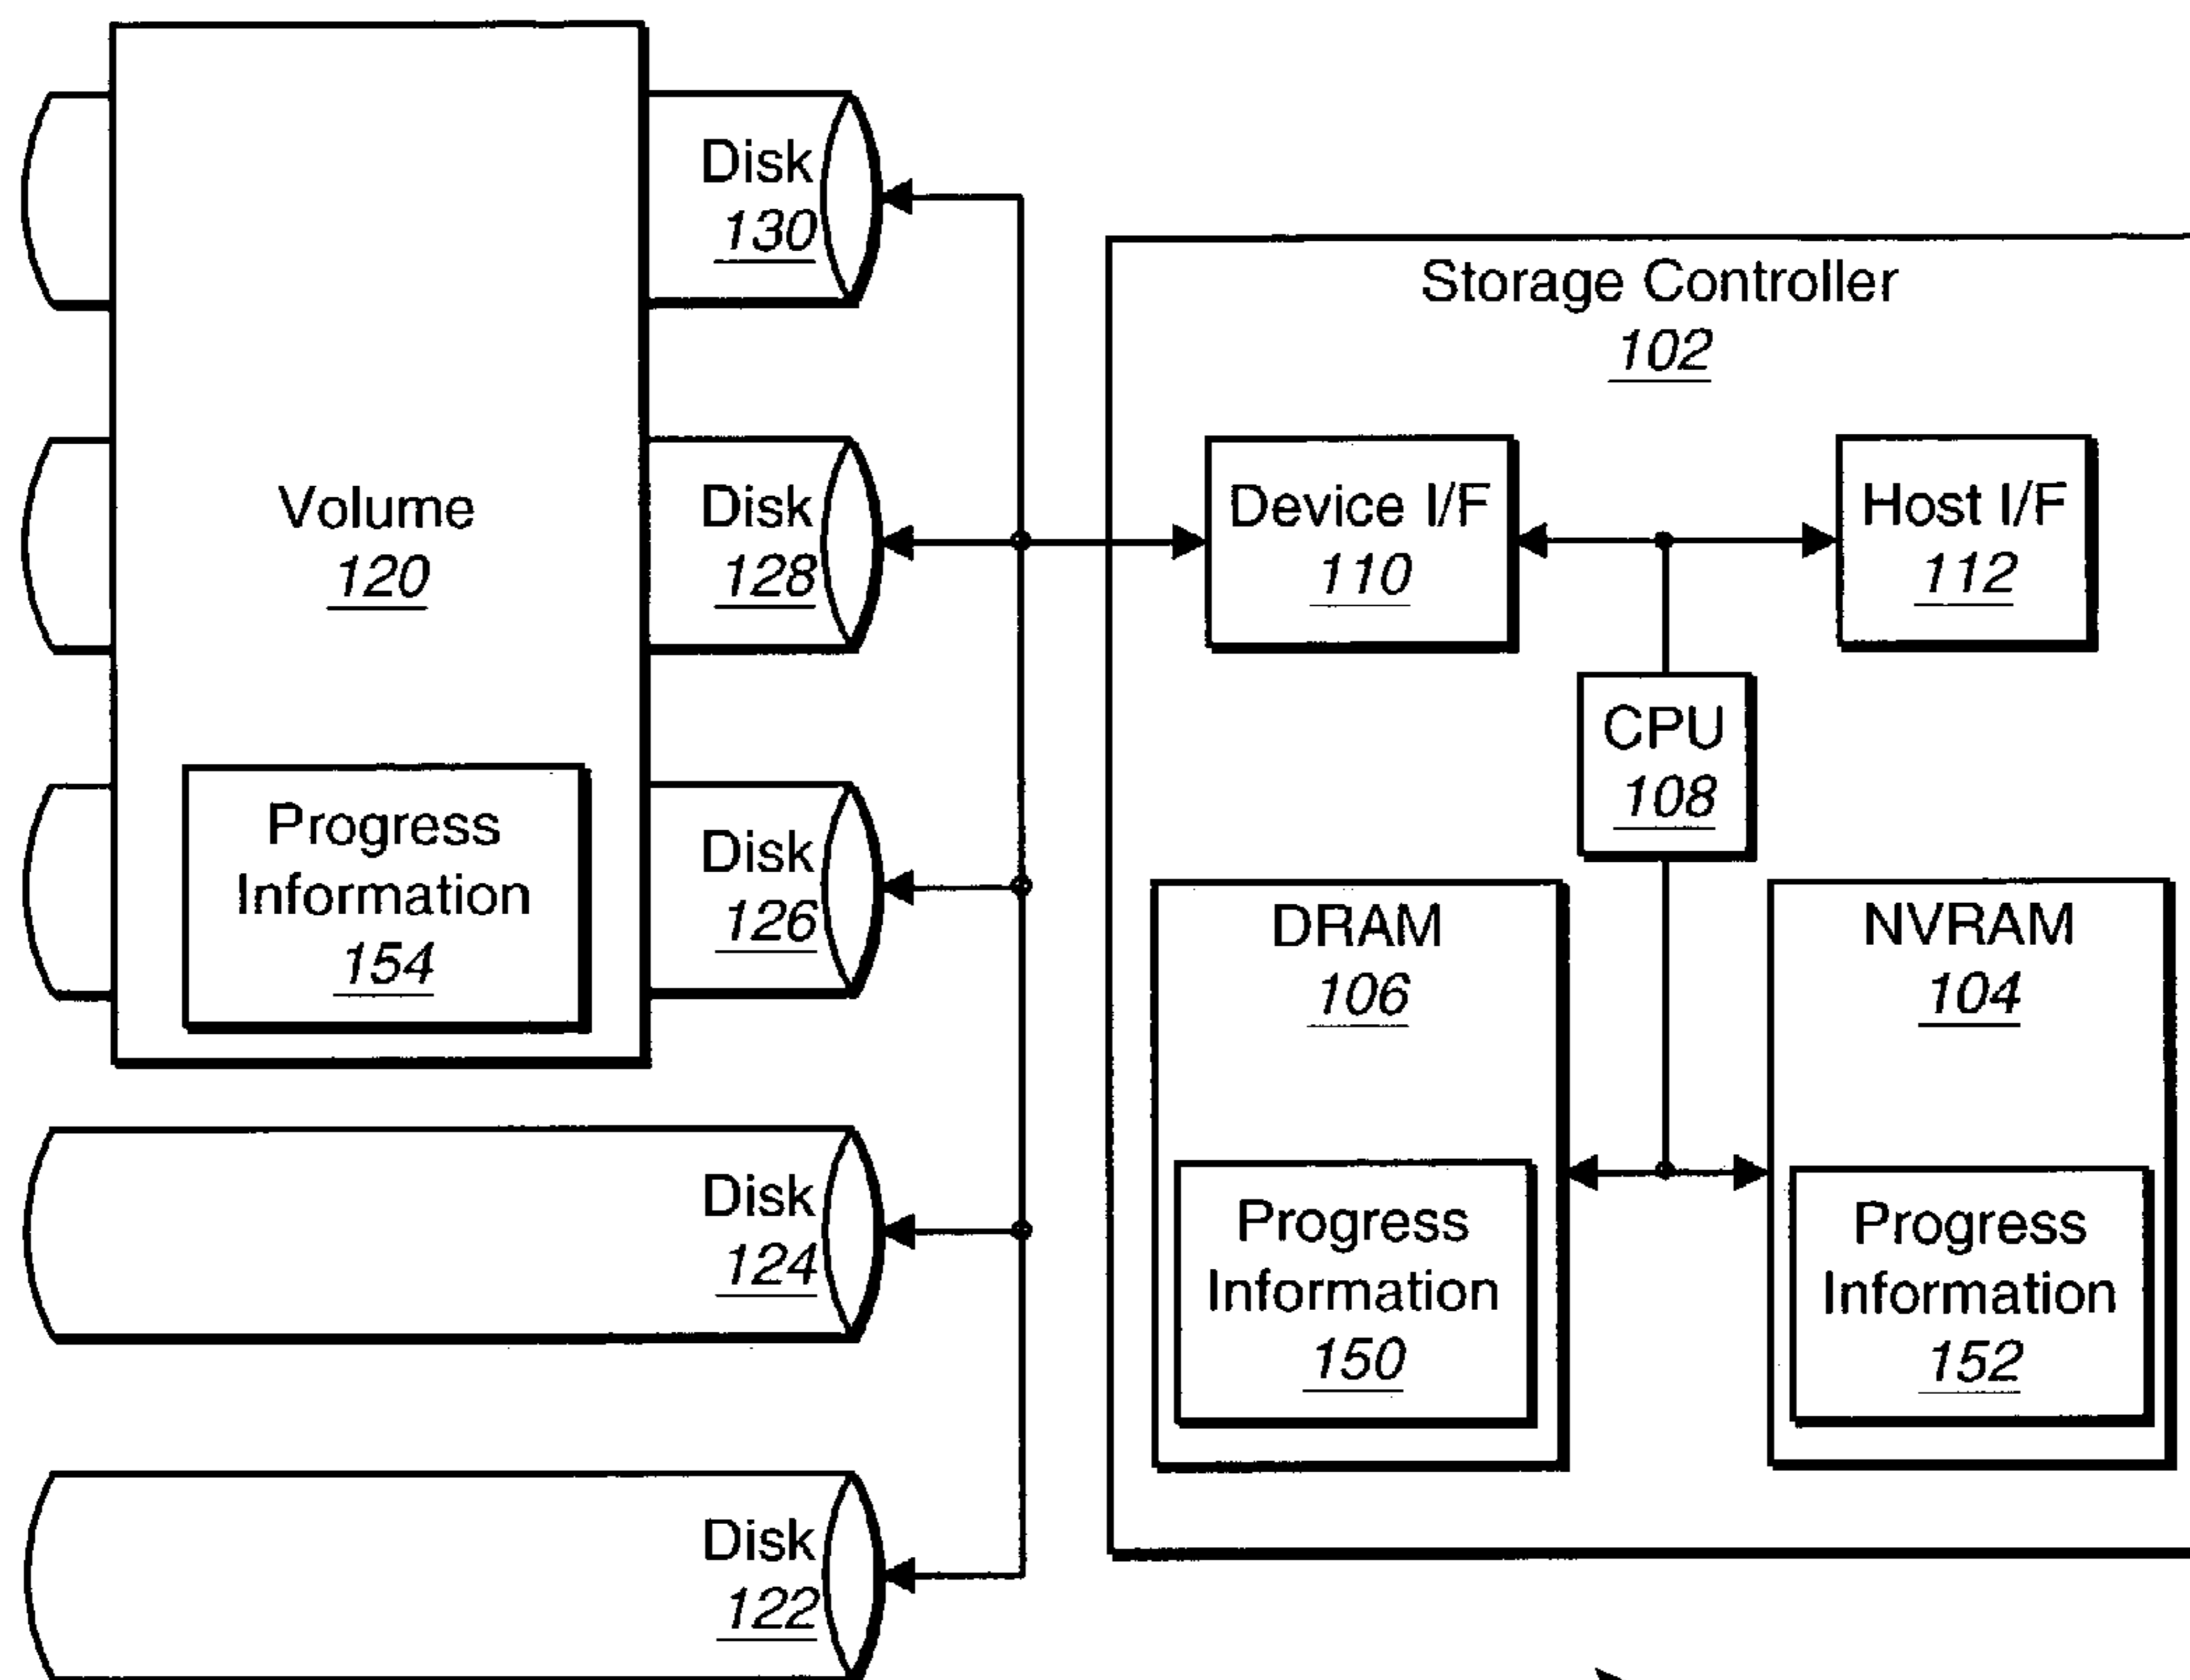 Disk
130
Storage Controller
102
Volume
120
Disk
128
Device I/F
110
Host I/F
112
CPU
108
Progress
Information
154
Disk
126
DRAM
106
NVRAM
104
Disk
124
Progress
Information
150
Progress
Information
152
Disk
122